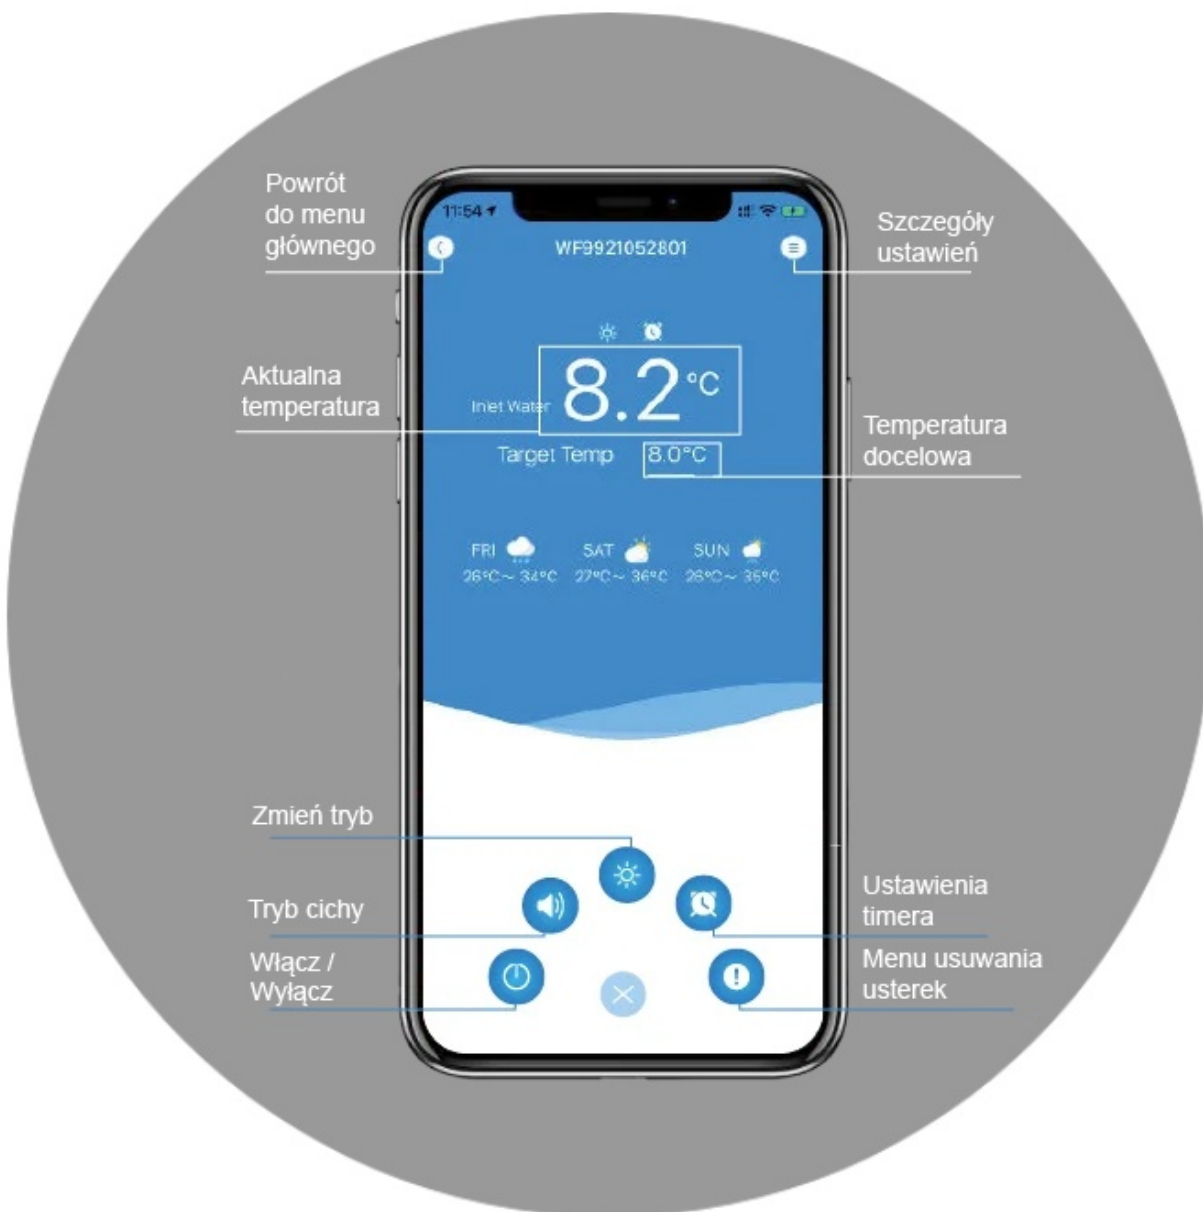 Powrót
do menu
głównego
Szczegóły
ustawień
11:54
WF9921052801
Aktualna
temperatura
Inlet Water
8.2°C
Target Temp 8.0°C
Temperatura
docelowa
FRI SAT SUN
26°C～34°C 27°C～36°C 26°C～35°C
Zmień tryb
Tryb cichy
Włącz /
Wyłącz
Ustawienia
timera
Menu usuwania
usterek